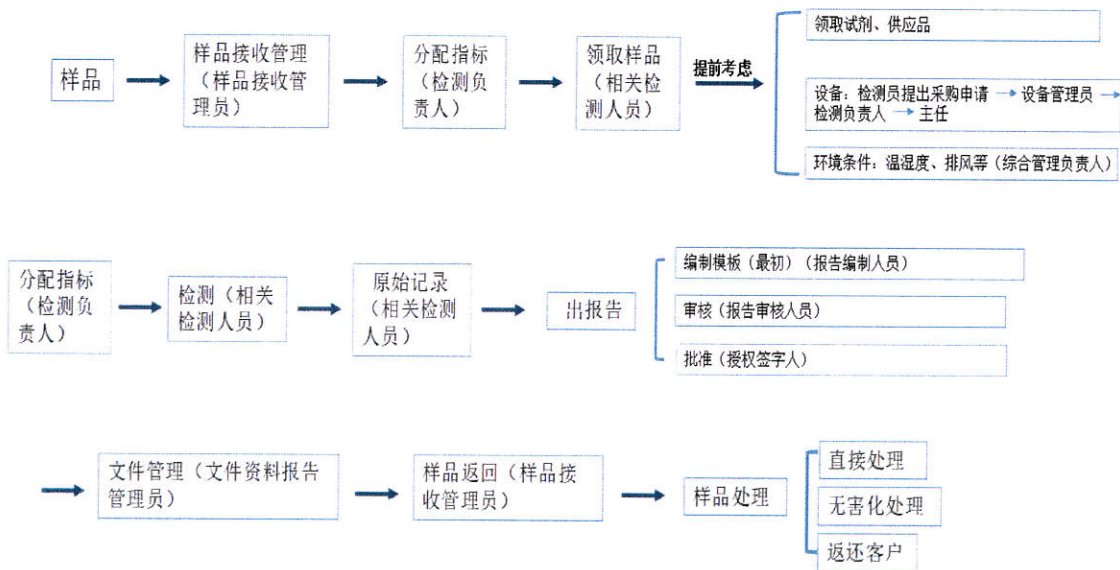 样品
样品接收管理
（样品接收管
理员）
分配指标
（检测负
责人）
领取样品
（相关检
测人员）
提前考虑
领取试剂、供应品
设备：检测员提出采购申请 → 设备管理员 →
检测负责人 → 主任
环境条件：温湿度、排风等（综合管理负责人）
分配指标
（检测负
责人）
检测（相关
检测人员）
原始记录
（相关检测
人员）
出报告
编制模板（最初）（报告编制人员）
审核（报告审核人员）
批准（授权签字人）
文件管理（文件资料报告
管理员）
样品返回（样品接
收管理员）
样品处理
直接处理
无害化处理
返还客户